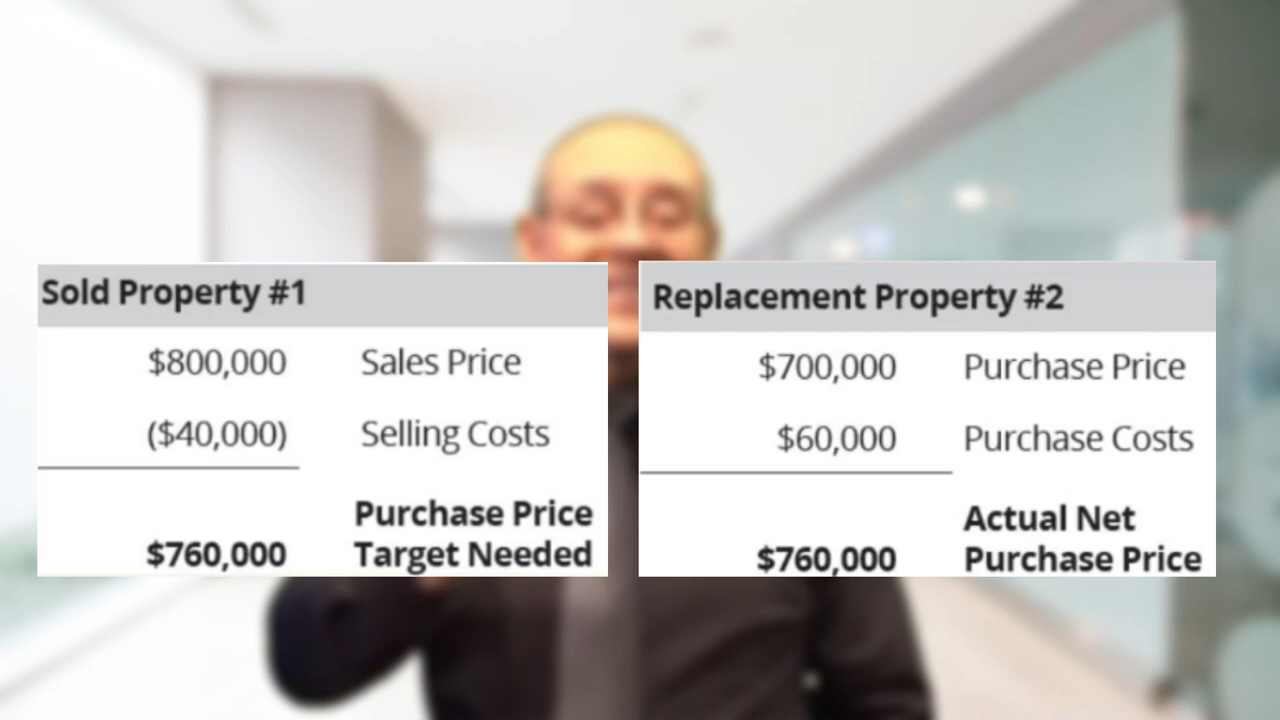 Sold Property #1
$800,000 Sales Price
($40,000) Selling Costs
Purchase Price
$760,000 Target Needed
Replacement Property #2
$700,000 Purchase Price
$60,000 Purchase Costs
Actual Net
$760,000 Purchase Price